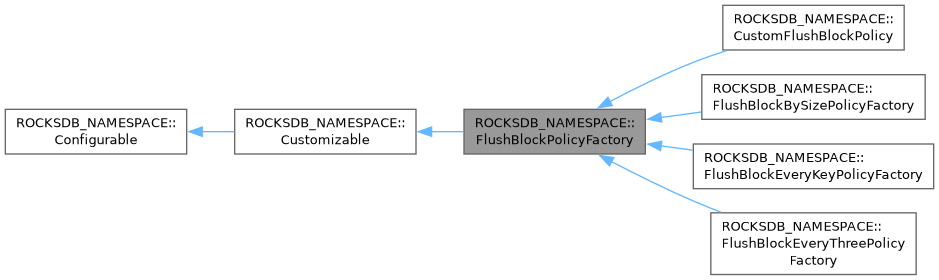 ROCKSDB_NAMESPACE::
Configurable
ROCKSDB_NAMESPACE::
Customizable
ROCKSDB_NAMESPACE::
FlushBlockPolicyFactory
ROCKSDB_NAMESPACE::
CustomFlushBlockPolicy
ROCKSDB_NAMESPACE::
FlushBlockBySizePolicyFactory
ROCKSDB_NAMESPACE::
FlushBlockEveryKeyPolicyFactory
ROCKSDB_NAMESPACE::
FlushBlockEveryThreePolicy
Factory